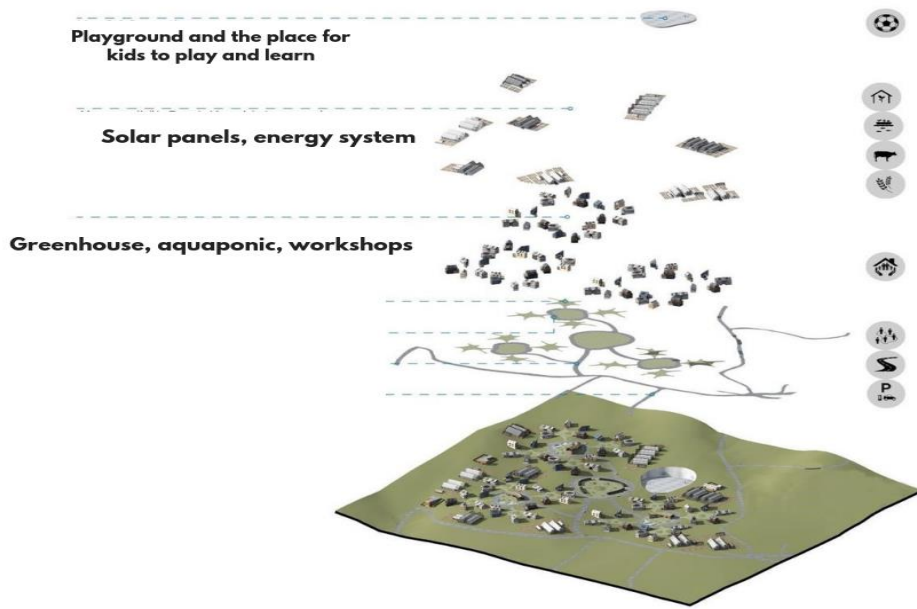 Playground and the place for
kids to play and learn
Solar panels, energy system
Greenhouse, aquaponic, workshops
P